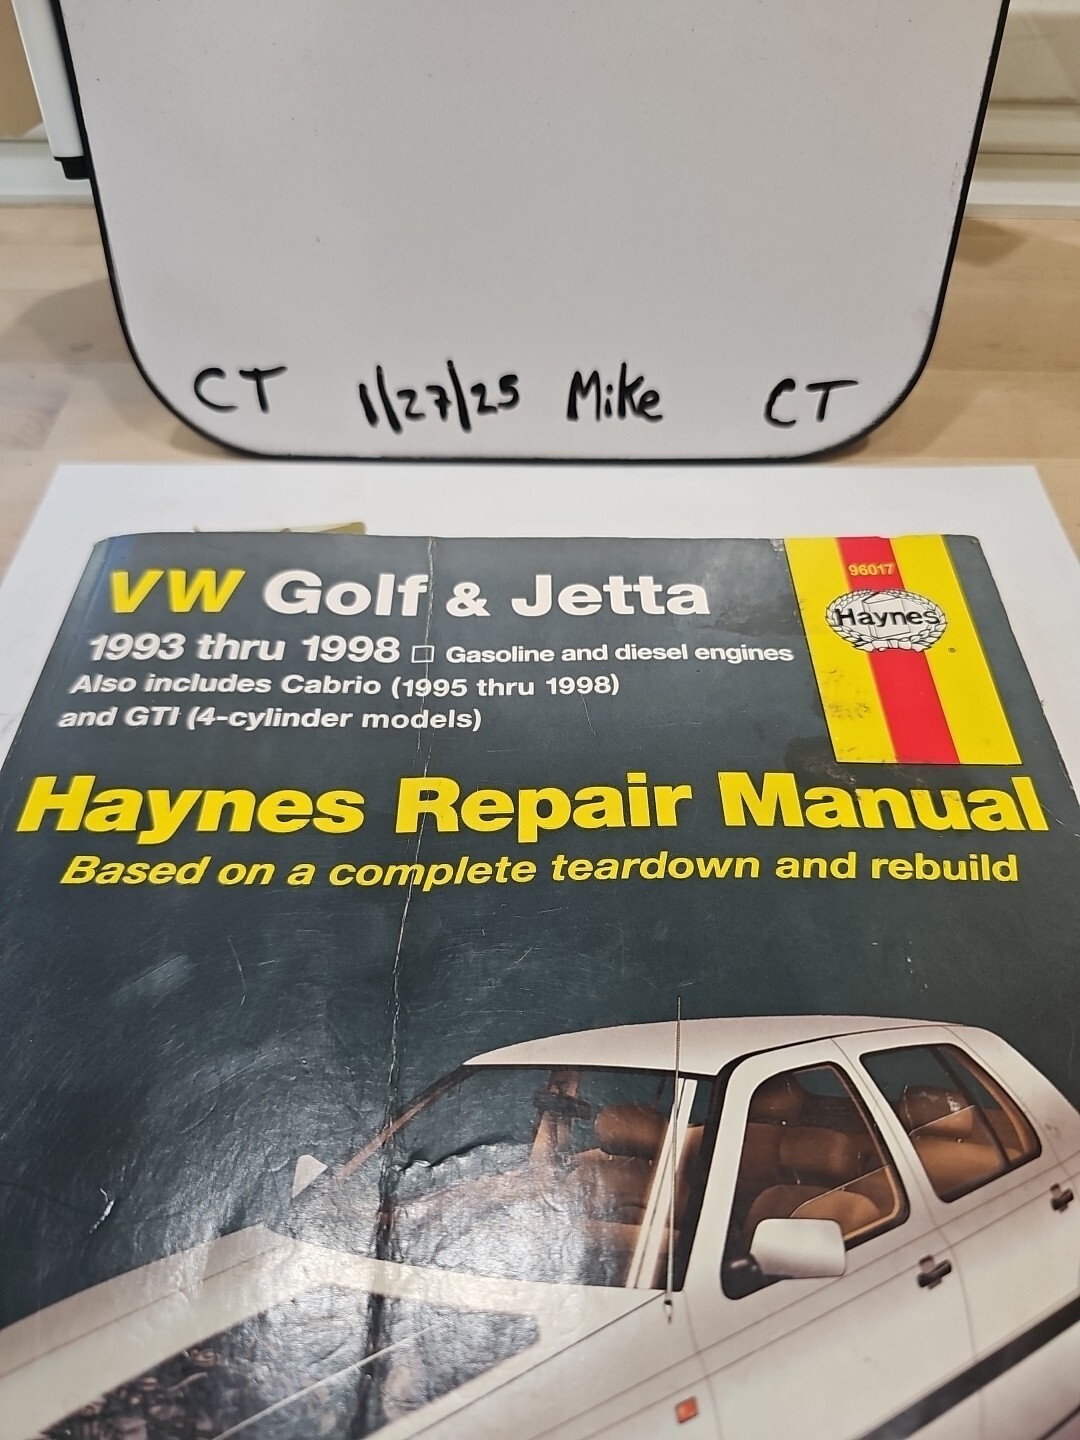 CT 1/27/25 Mike CT
VW Golf & Jetta
1993 thru 1998 □ Gasoline and diesel engines
Also includes Cabrio (1995 thru 1998)
and GTI (4-cylinder models)
96017
Haynes®
Haynes Repair Manual
Based on a complete teardown and rebuild